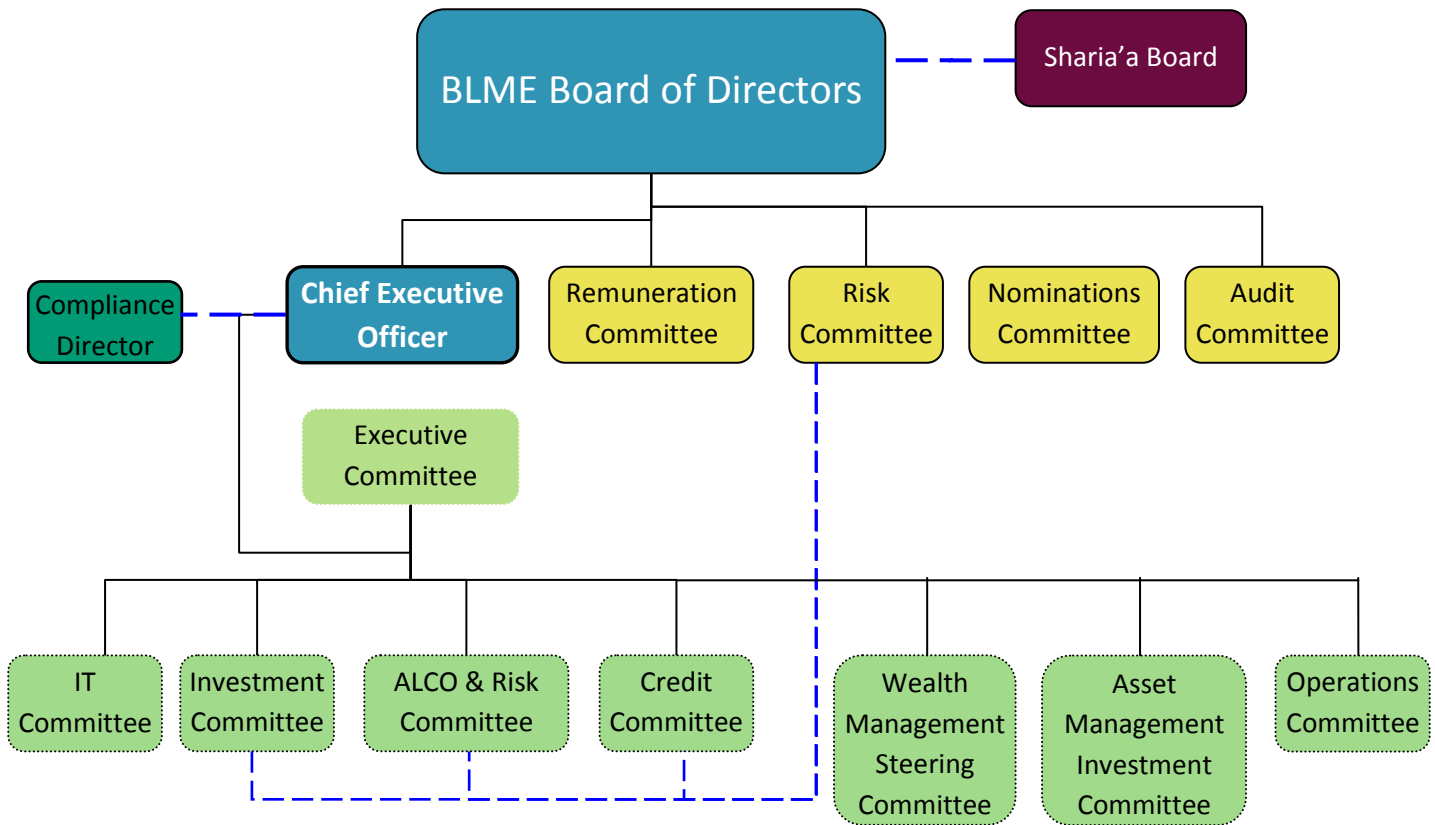 BLME Board of Directors
Sharia’a Board
Compliance
Director
Chief Executive
Officer
Remuneration
Committee
Risk
Committee
Nominations
Committee
Audit
Committee
Executive
Committee
IT
Committee
Investment
Committee
ALCO & Risk
Committee
Credit
Committee
Wealth
Management
Steering
Committee
Asset
Management
Investment
Committee
Operations
Committee